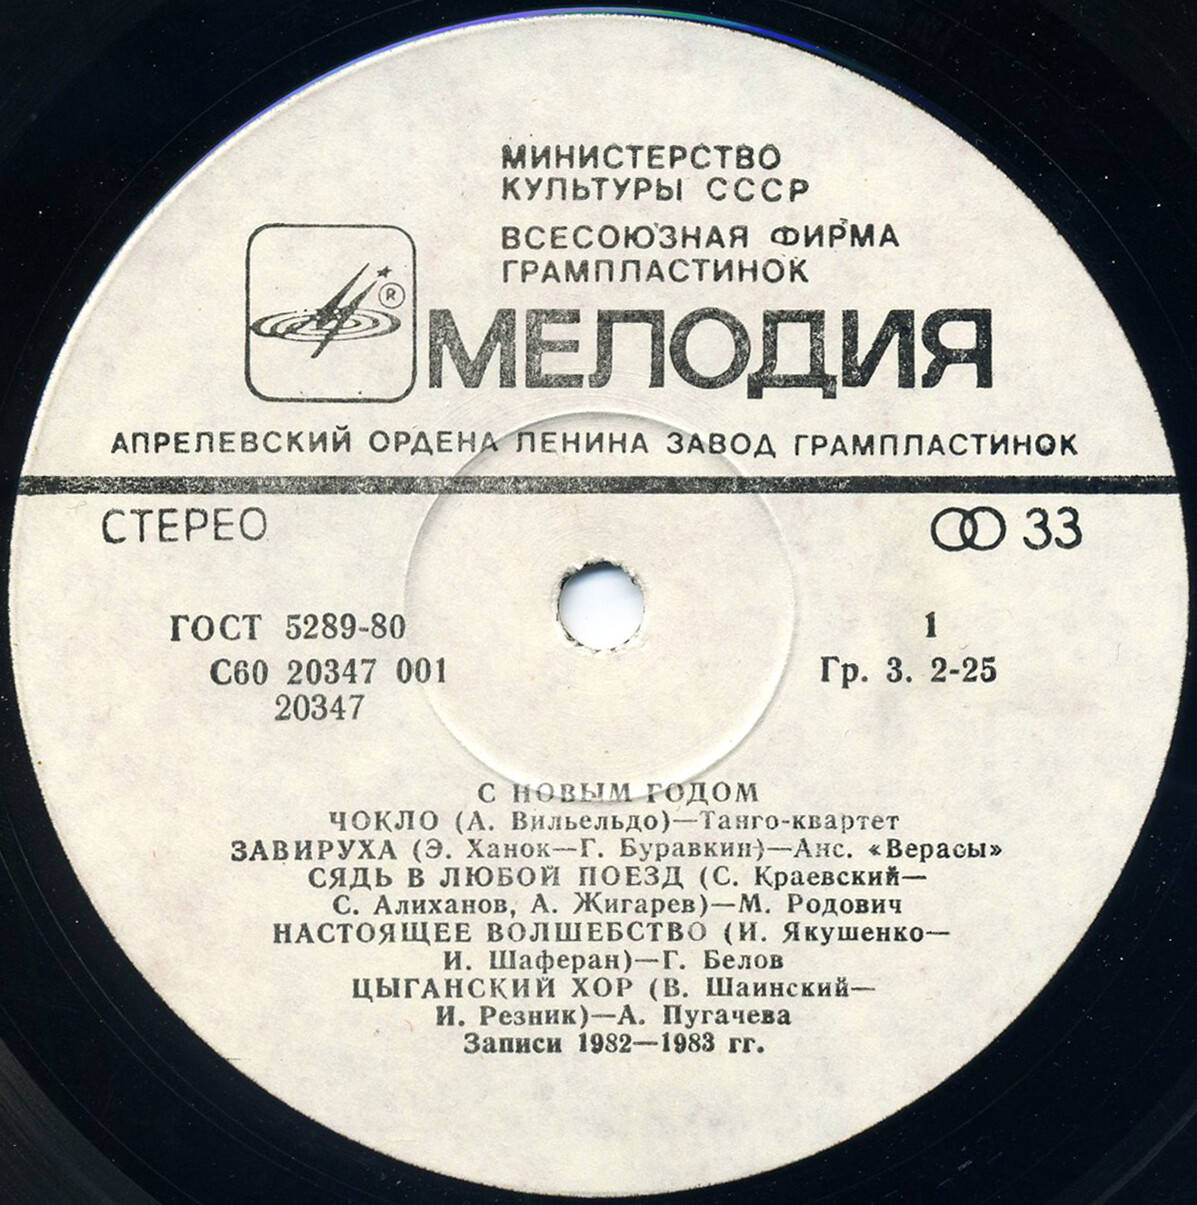 МИНИСТЕРСТВО
КУЛЬТУРЫ СССР
ВСЕСОЮЗНАЯ ФИРМА
ГРАМПЛАСТИНОК
®
МЕЛОДИЯ
АПРЕЛЕВСКИЙ ОРДЕНА ЛЕНИНА ЗАВОД ГРАМПЛАСТИНОК
СТЕРЕО
33
ГОСТ 5289-80
1
С60 20347 001
Гр. 3. 2-25
20347
С НОВЫМ ГОДОМ
ЧОКЛО (А. Вильельдо)—Танго-квартет
ЗАВИРУХА (Э. Ханок—Г. Буравкин)—Анс. «Верасы»
СЯДЬ В ЛЮБОЙ ПОЕЗД (С. Краевский—
С. Алиханов, А. Жигарев)—М. Родович
НАСТОЯЩЕЕ ВОЛШЕБСТВО (И. Якушенко—
И. Шаферан)—Г. Белов
ЦЫГАНСКИЙ ХОР (В. Шаинский—
И. Резник)—А. Пугачева
Записи 1982—1983 гг.